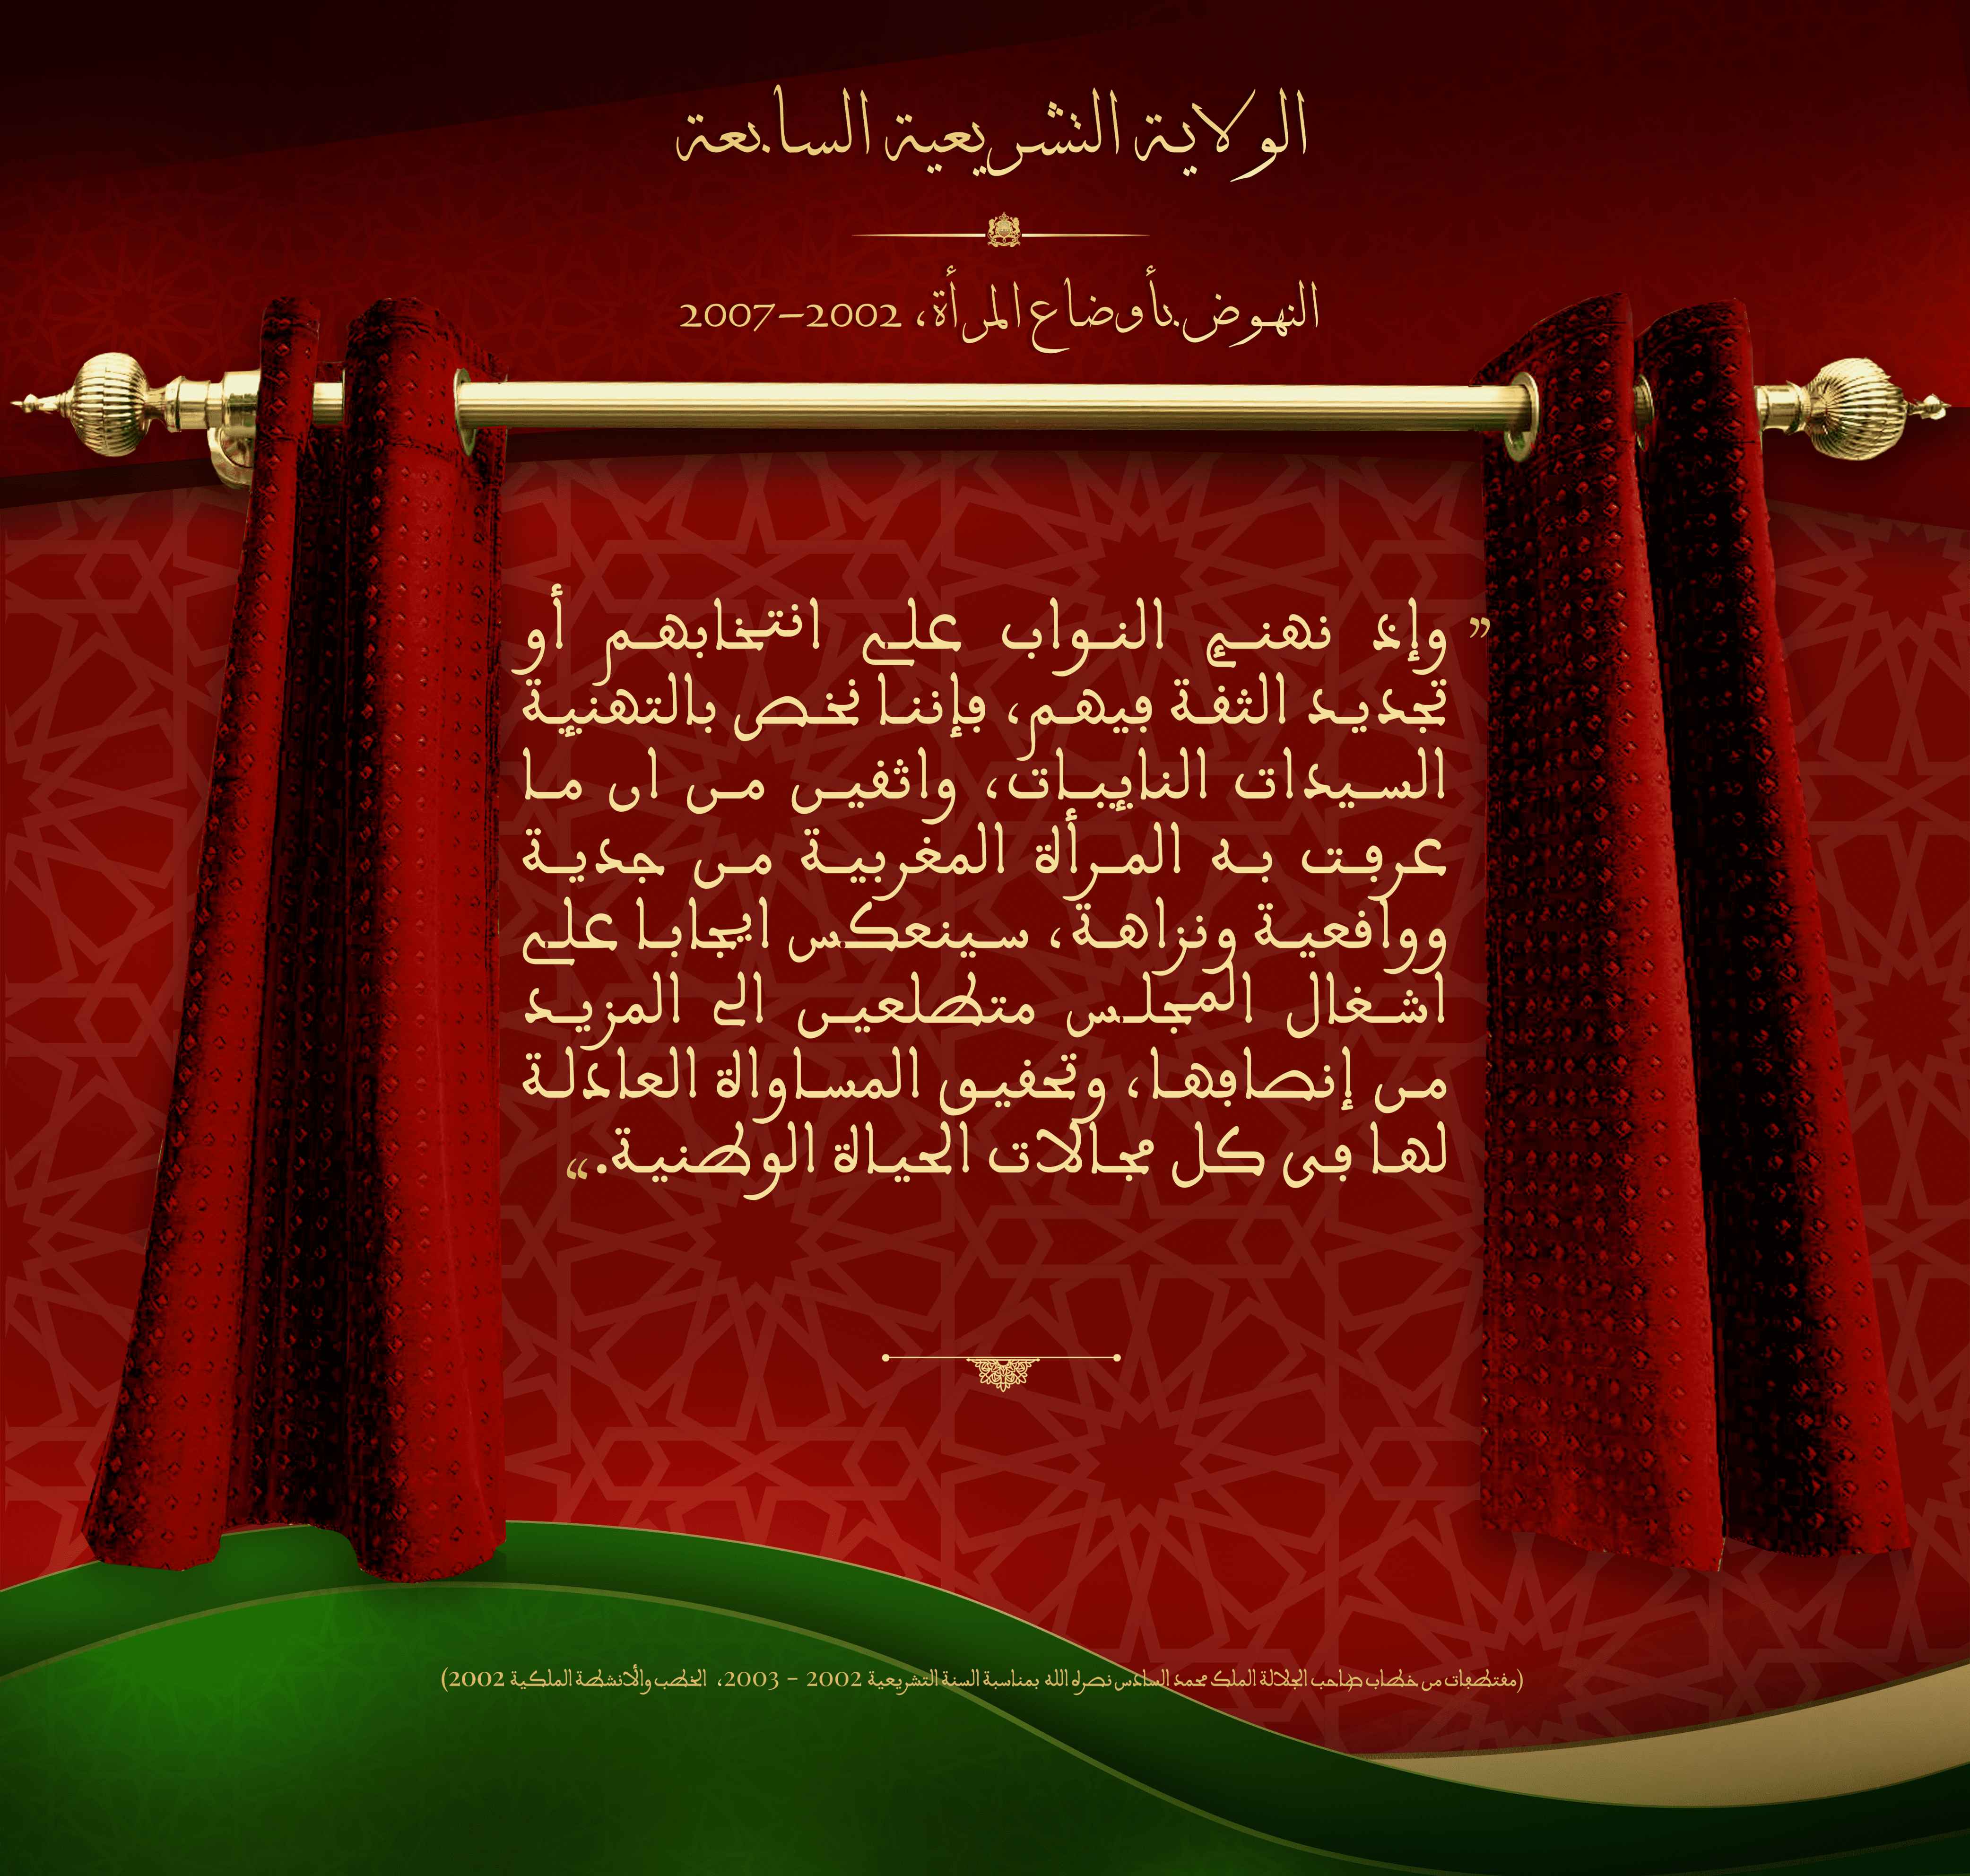 الولاية التشريعية السابعة
النهوض بأوضاع المرأة، 2002–2007
” وإذ نهنئ النواب على انتخابهم أو
تجديد الثقة فيهم، فإننا نخص بالتهنئة
السيدات النائبات، واثقين من ان ما
عرفت به المرأة المغربية من جدية
وواقعية ونزاهة، سينعكس ايجابا على
اشغال المجلس متطلعين الى المزيد
من إنصافها، وتحقيق المساواة العادلة
لها في كل مجالات الحياة الوطنية.“
(مقتطفات من خطاب صاحب الجلالة الملك محمد السادس نصره الله بمناسبة السنة التشريعية 2002 - 2003، الخطب والأنشطة الملكية 2002)